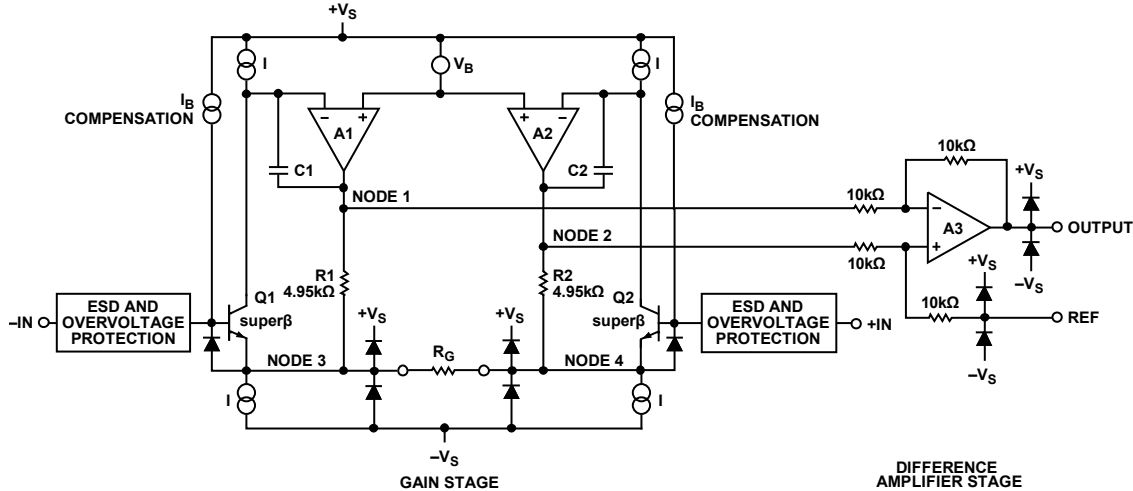 +VS
I
VB
I
IB
COMPENSATION
IB
COMPENSATION
−
+
A1
+
−
A2
C1
C2
NODE 1
NODE 2
10kΩ
10kΩ
10kΩ
−
+
A3
+VS
−VS
OUTPUT
R1
4.95kΩ
R2
4.95kΩ
Q1
superβ
Q2
superβ
−IN
ESD AND
OVERVOLTAGE
PROTECTION
ESD AND
OVERVOLTAGE
PROTECTION
+IN
10kΩ
+VS
−VS
REF
+VS
+VS
NODE 3
RG
NODE 4
I
I
−VS
GAIN STAGE
DIFFERENCE
AMPLIFIER STAGE